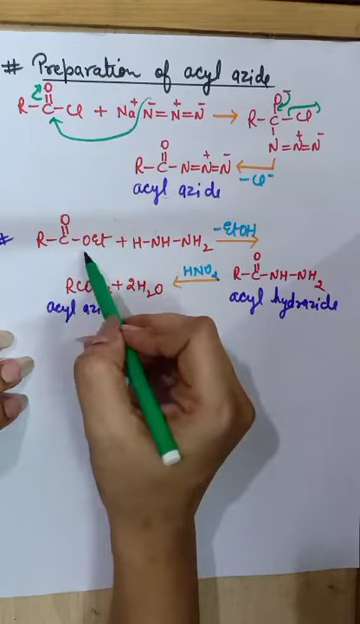 # Preparation of acyl azide
O O⁻
R–C–Cl + Na⁺ N⁻=N⁺=N⁻ → R–C–Cl
N=N⁺=N⁻
O
R–C–N=N⁺=N⁻ ← –Cl⁻
acyl azide
O
# R–C–OEt + H–NH–NH₂ –EtOH →
O
+ 2H₂O ← HNO₂ R–C–NH–NH₂
acyl acyl hydrazide